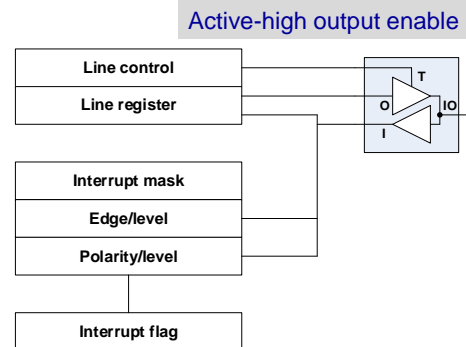 Active-high output enable
Line control
T
Line register
O
IO
I
Interrupt mask
Edge/level
Polarity/level
Interrupt flag